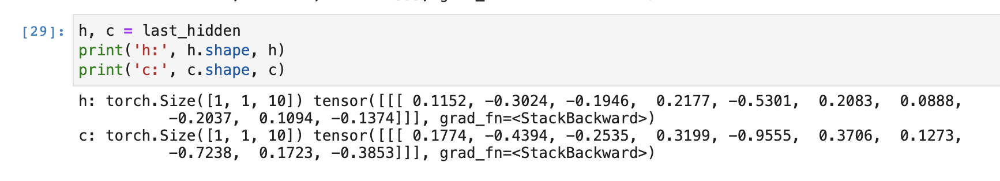 [29]: h, c = last_hidden
print('h:', h.shape, h)
print('c:', c.shape, c)
h: torch.Size([1, 1, 10]) tensor([[[ 0.1152, -0.3024, -0.1946,  0.2177, -0.5301,  0.2083,  0.0888,
          -0.2037,  0.1094, -0.1374]]], grad_fn=<StackBackward>)
c: torch.Size([1, 1, 10]) tensor([[[ 0.1774, -0.4394, -0.2535,  0.3199, -0.9555,  0.3706,  0.1273,
          -0.7238,  0.1723, -0.3853]]], grad_fn=<StackBackward>)